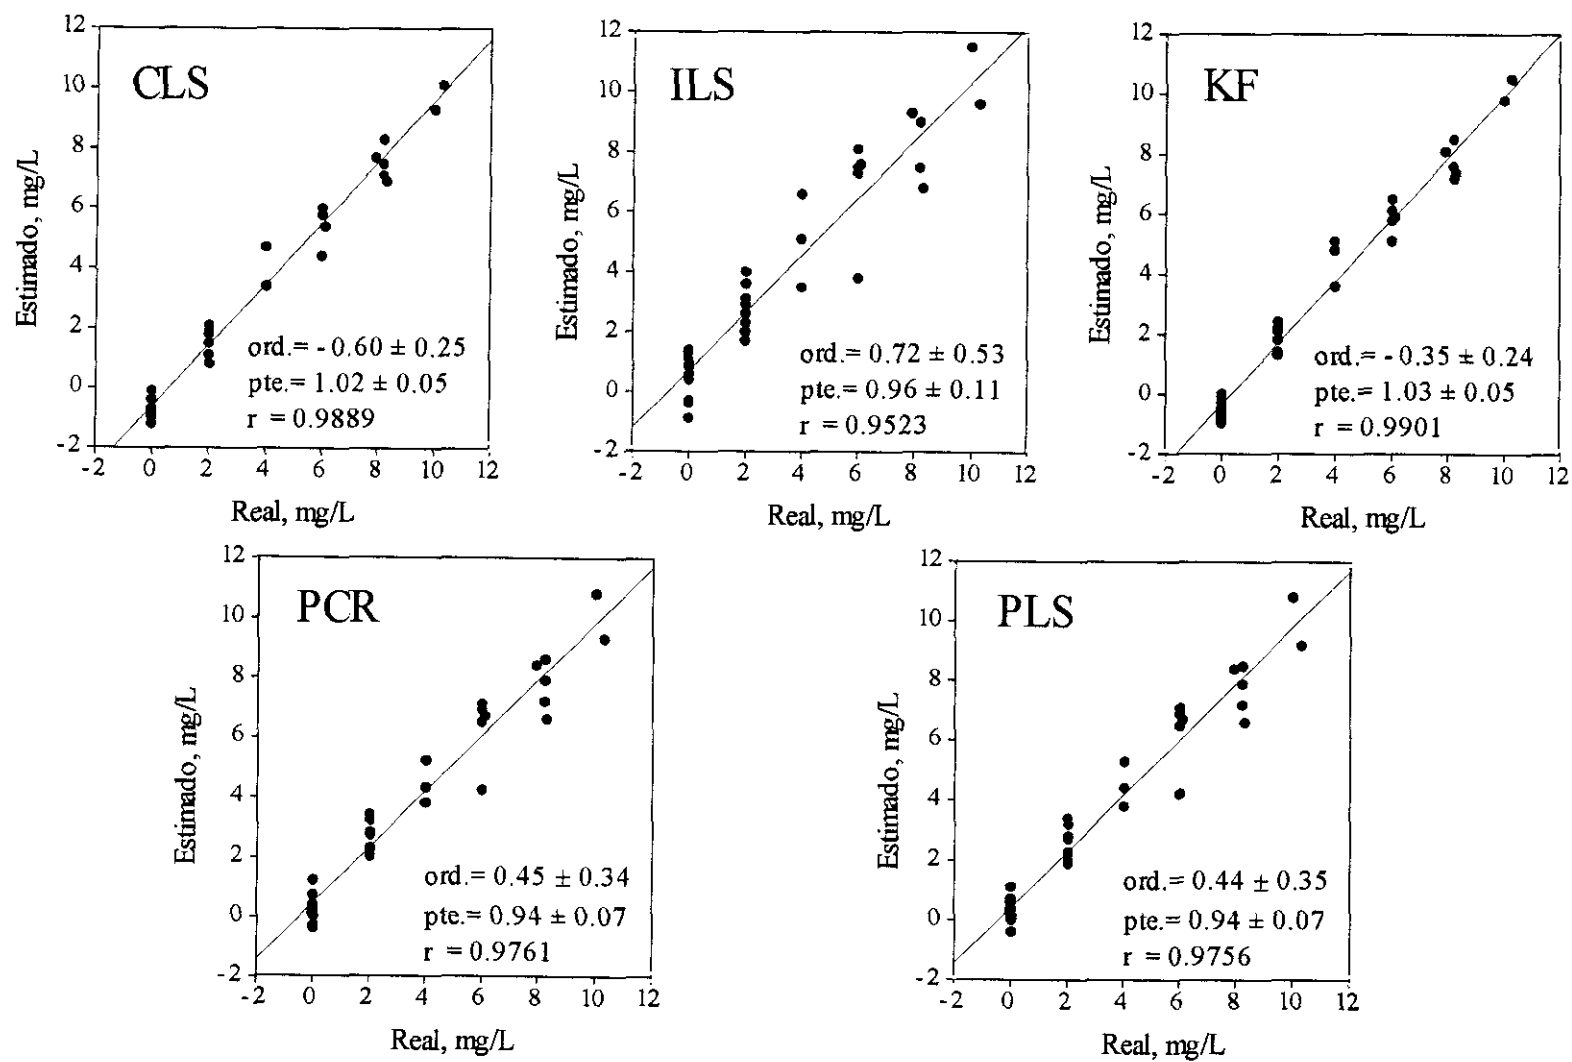 CLS
12
10
8
6
4
2
0
-2
Estimado, mg/L
ord.= - 0.60 ± 0.25
pte.= 1.02 ± 0.05
r = 0.9889
-2 0 2 4 6 8 10 12
Real, mg/L
ILS
12
10
8
6
4
2
0
-2
Estimado, mg/L
ord.= 0.72 ± 0.53
pte.= 0.96 ± 0.11
r = 0.9523
-2 0 2 4 6 8 10 12
Real, mg/L
KF
12
10
8
6
4
2
0
-2
Estimado, mg/L
ord.= - 0.35 ± 0.24
pte.= 1.03 ± 0.05
r = 0.9901
-2 0 2 4 6 8 10 12
Real, mg/L
PCR
12
10
8
6
4
2
0
-2
Estimado, mg/L
ord.= 0.45 ± 0.34
pte.= 0.94 ± 0.07
r = 0.9761
-2 0 2 4 6 8 10 12
Real, mg/L
PLS
12
10
8
6
4
2
0
-2
Estimado, mg/L
ord.= 0.44 ± 0.35
pte.= 0.94 ± 0.07
r = 0.9756
-2 0 2 4 6 8 10 12
Real, mg/L